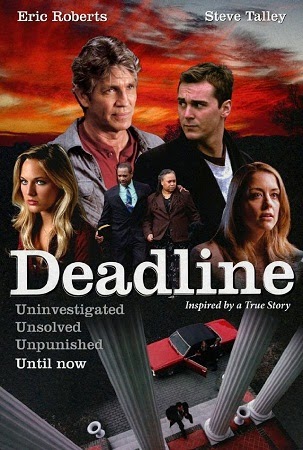 Eric Roberts
Steve Talley
Deadline
Inspired by a True Story
Uninvestigated
Unsolved
Unpunished
Until now